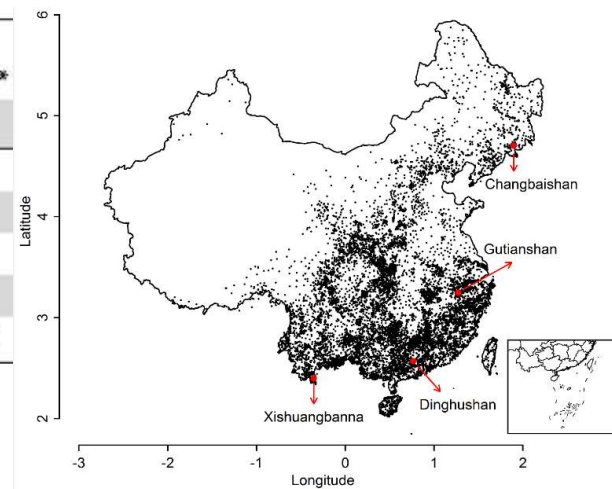 *
6
5
4
3
2
Latitude
Changbaishan
Gutianshan
Dinghushan
Xishuangbanna
-3 -2 -1 0 1 2
Longitude